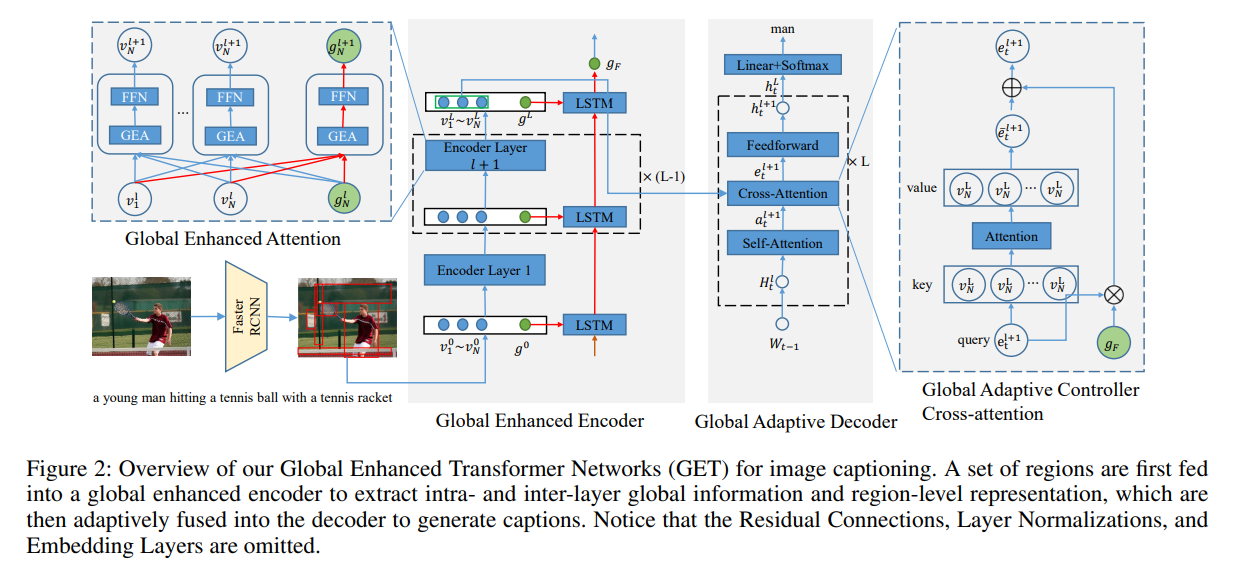 v_N^{l+1} v_N^{l+1} g_N^{l+1}
FFN FFN FFN
...
GEA GEA GEA
v_1^l v_N^l g_N^l
Global Enhanced Attention
Faster
RCNN
a young man hitting a tennis ball with a tennis racket
g_F
LSTM
v_1^L~v_N^L g^L
Encoder Layer
l + 1
× (L-1)
LSTM
Encoder Layer 1
LSTM
v_1^0~v_N^0 g^0
Global Enhanced Encoder
man
Linear+Softmax
h_t^L
h_t^{l+1}
Feedforward
× L
e_t^{l+1}
Cross-Attention
a_t^{l+1}
Self-Attention
H_t^l
W_{t-1}
Global Adaptive Decoder
e_t^{l+1}
ē_t^{l+1}
value v_N^L v_N^L ... v_N^L
Attention
key v_N^L v_N^L ... v_N^L
query e_t^{l+1} g_F
Global Adaptive Controller
Cross-attention
Figure 2: Overview of our Global Enhanced Transformer Networks (GET) for image captioning. A set of regions are first fed
into a global enhanced encoder to extract intra- and inter-layer global information and region-level representation, which are
then adaptively fused into the decoder to generate captions. Notice that the Residual Connections, Layer Normalizations, and
Embedding Layers are omitted.